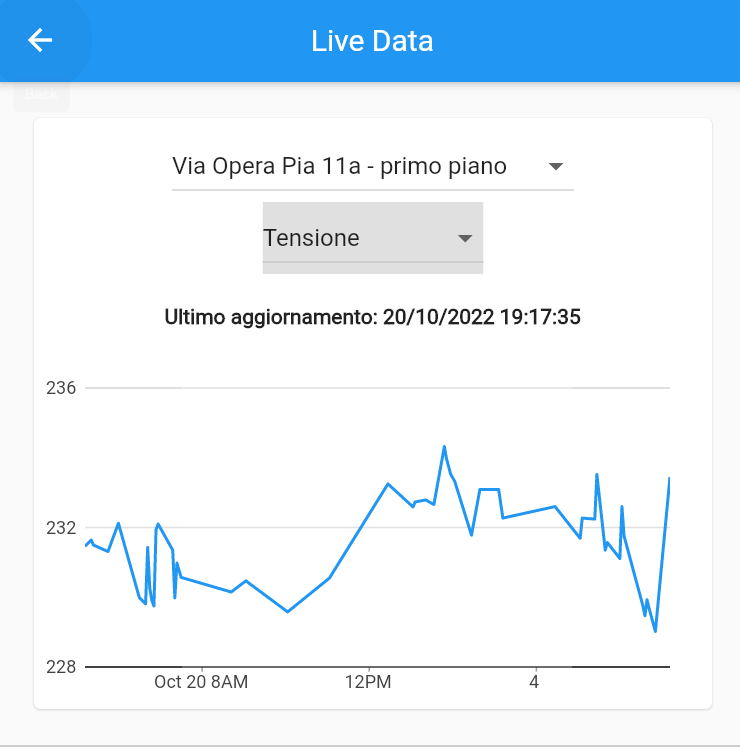 Live Data
Back
Via Opera Pia 11a - primo piano
Tensione
Ultimo aggiornamento: 20/10/2022 19:17:35
236
232
228
Oct 20 8AM 12PM 4